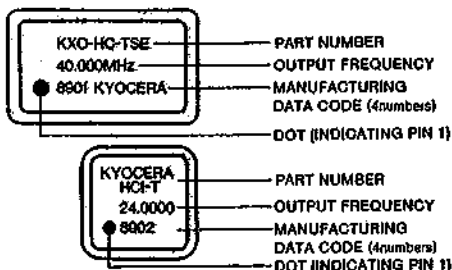 KXO-HO-TSE
PART NUMBER
40.000MHz
OUTPUT FREQUENCY
8901 KYOCERA
MANUFACTURING
DATA CODE (4numbers)
DOT (INDICATING PIN 1)
KYOCERA
HCI-T
PART NUMBER
24.0000
OUTPUT FREQUENCY
8902
MANUFACTURING
DATA CODE (4numbers)
DOT (INDICATING PIN 1)